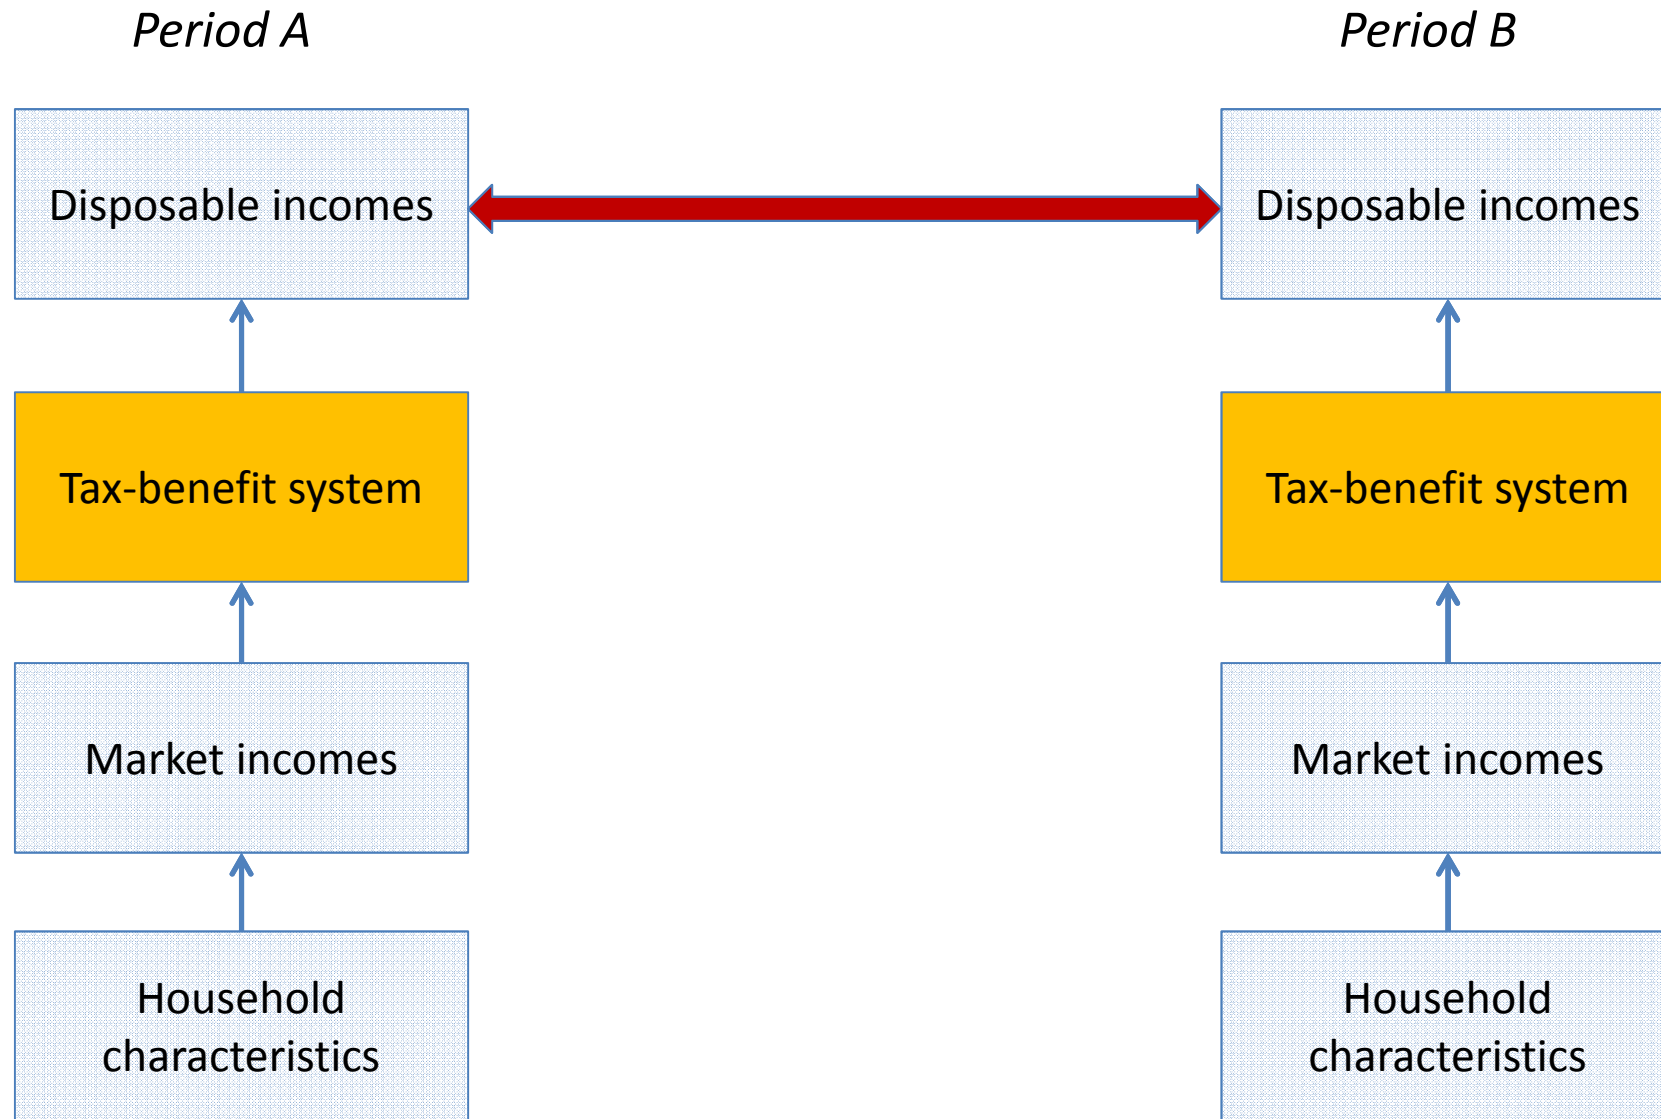 Period A
Period B
Disposable incomes
Disposable incomes
Tax-benefit system
Tax-benefit system
Market incomes
Market incomes
Household
characteristics
Household
characteristics